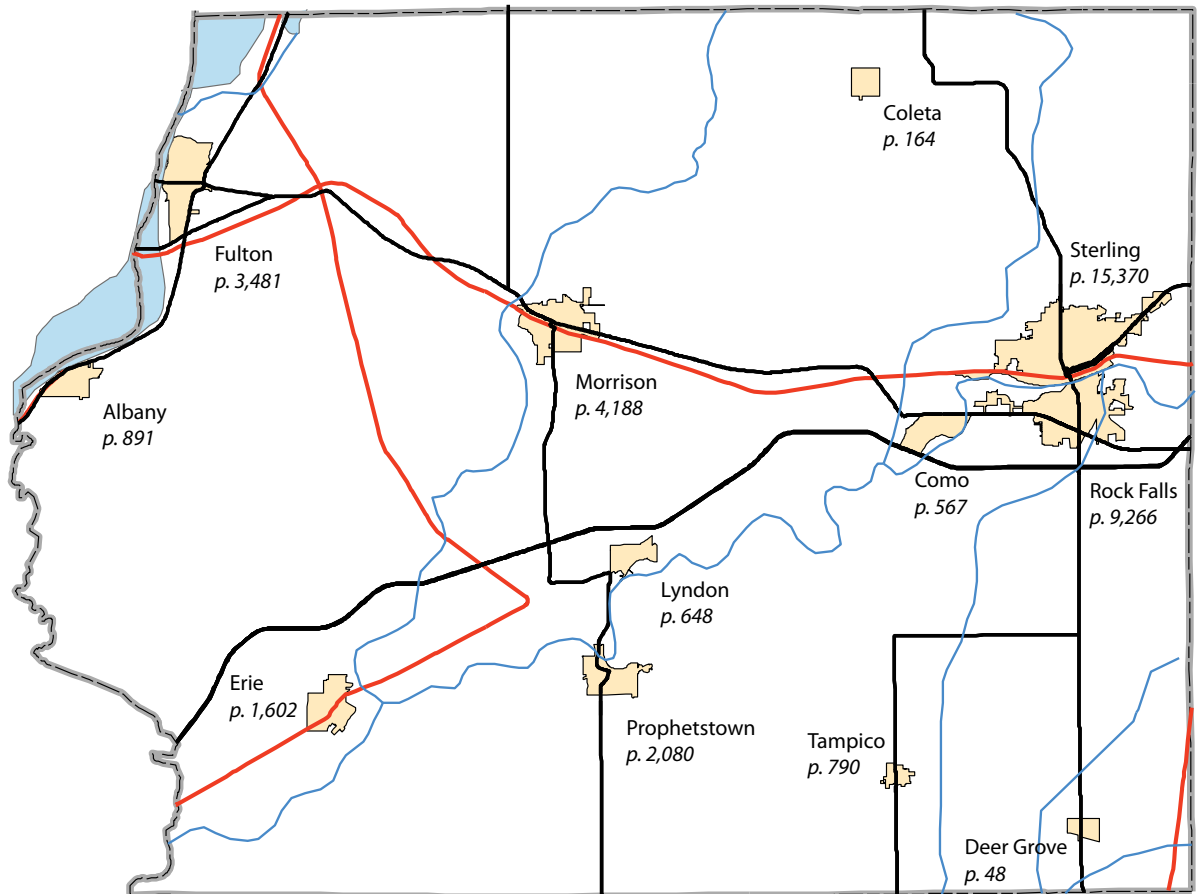 Coleta
p. 164
Fulton
p. 3,481
Sterling
p. 15,370
Morrison
p. 4,188
Albany
p. 891
Como
p. 567
Rock Falls
p. 9,266
Lyndon
p. 648
Erie
p. 1,602
Prophetstown
p. 2,080
Tampico
p. 790
Deer Grove
p. 48